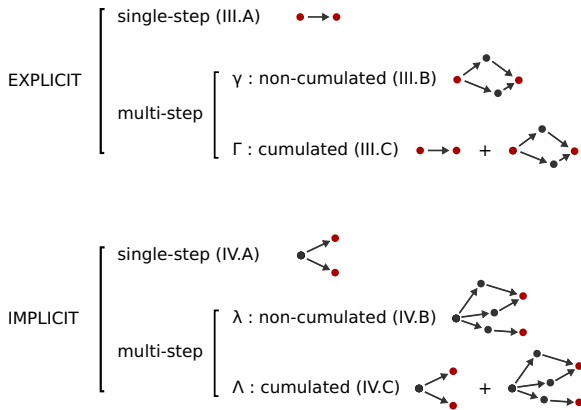 single-step (III.A)
EXPLICIT
γ : non-cumulated (III.B)
multi-step
Γ : cumulated (III.C) +
single-step (IV.A)
IMPLICIT
λ : non-cumulated (IV.B)
multi-step
Λ : cumulated (IV.C) +